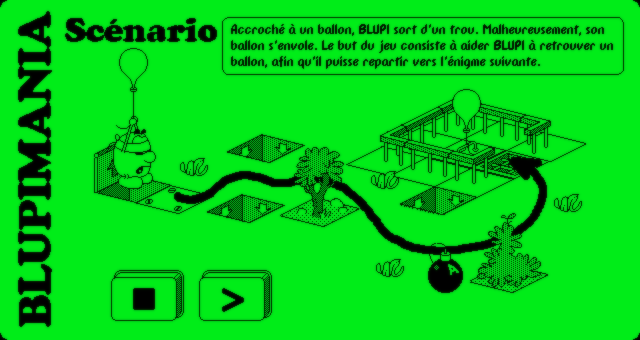 BLUPIMANIA
Scénario
Accroché à un ballon, BLUPI sort d'un trou. Malheureusement, son
ballon s'envole. Le but du jeu consiste à aider BLUPI à retrouver un
ballon, afin qu'il puisse repartir vers l'énigme suivante.
A
>